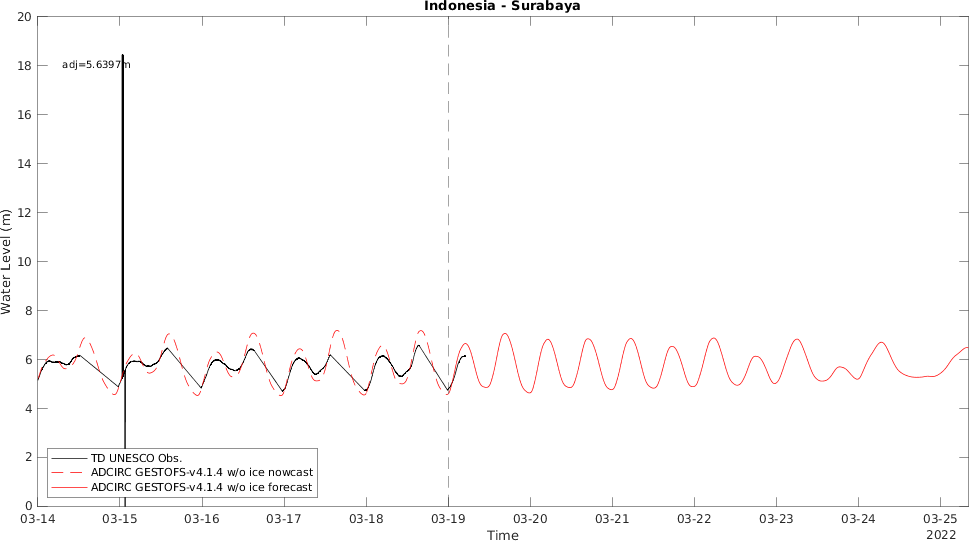 Indonesia - Surabaya
20
18
16
14
12
10
8
6
4
2
0
Water Level (m)
adj=5.6397m
TD UNESCO Obs.
ADCIRC GESTOFS-v4.1.4 w/o ice nowcast
ADCIRC GESTOFS-v4.1.4 w/o ice forecast
03-14 03-15 03-16 03-17 03-18 03-19 03-20 03-21 03-22 03-23 03-24 03-25
Time
2022